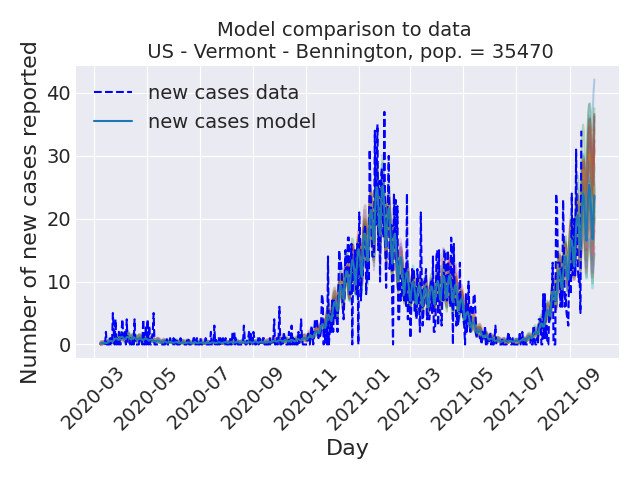 Model comparison to data
US - Vermont - Bennington, pop. = 35470
Number of new cases reported
40
30
20
10
0
new cases data
new cases model
2020-03
2020-05
2020-07
2020-09
2020-11
2021-01
2021-03
2021-05
2021-07
2021-09
Day